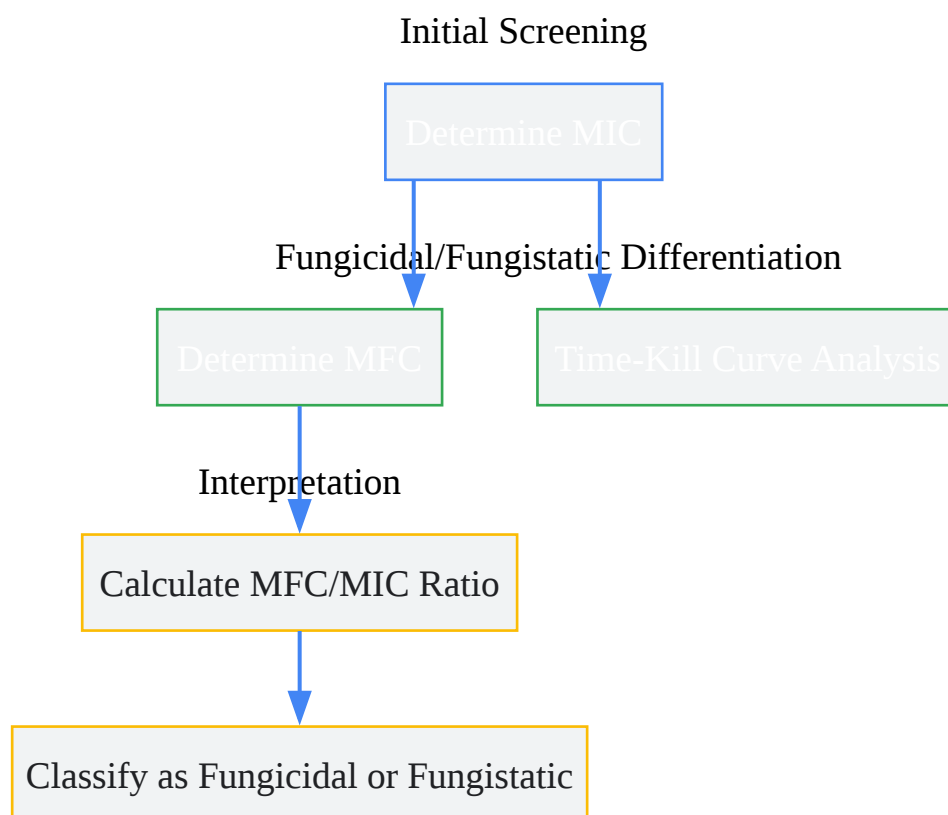 Initial Screening
Determine MIC
Fungicidal/Fungistatic Differentiation
Determine MFC
Time-Kill Curve Analysis
Interpretation
Calculate MFC/MIC Ratio
Classify as Fungicidal or Fungistatic